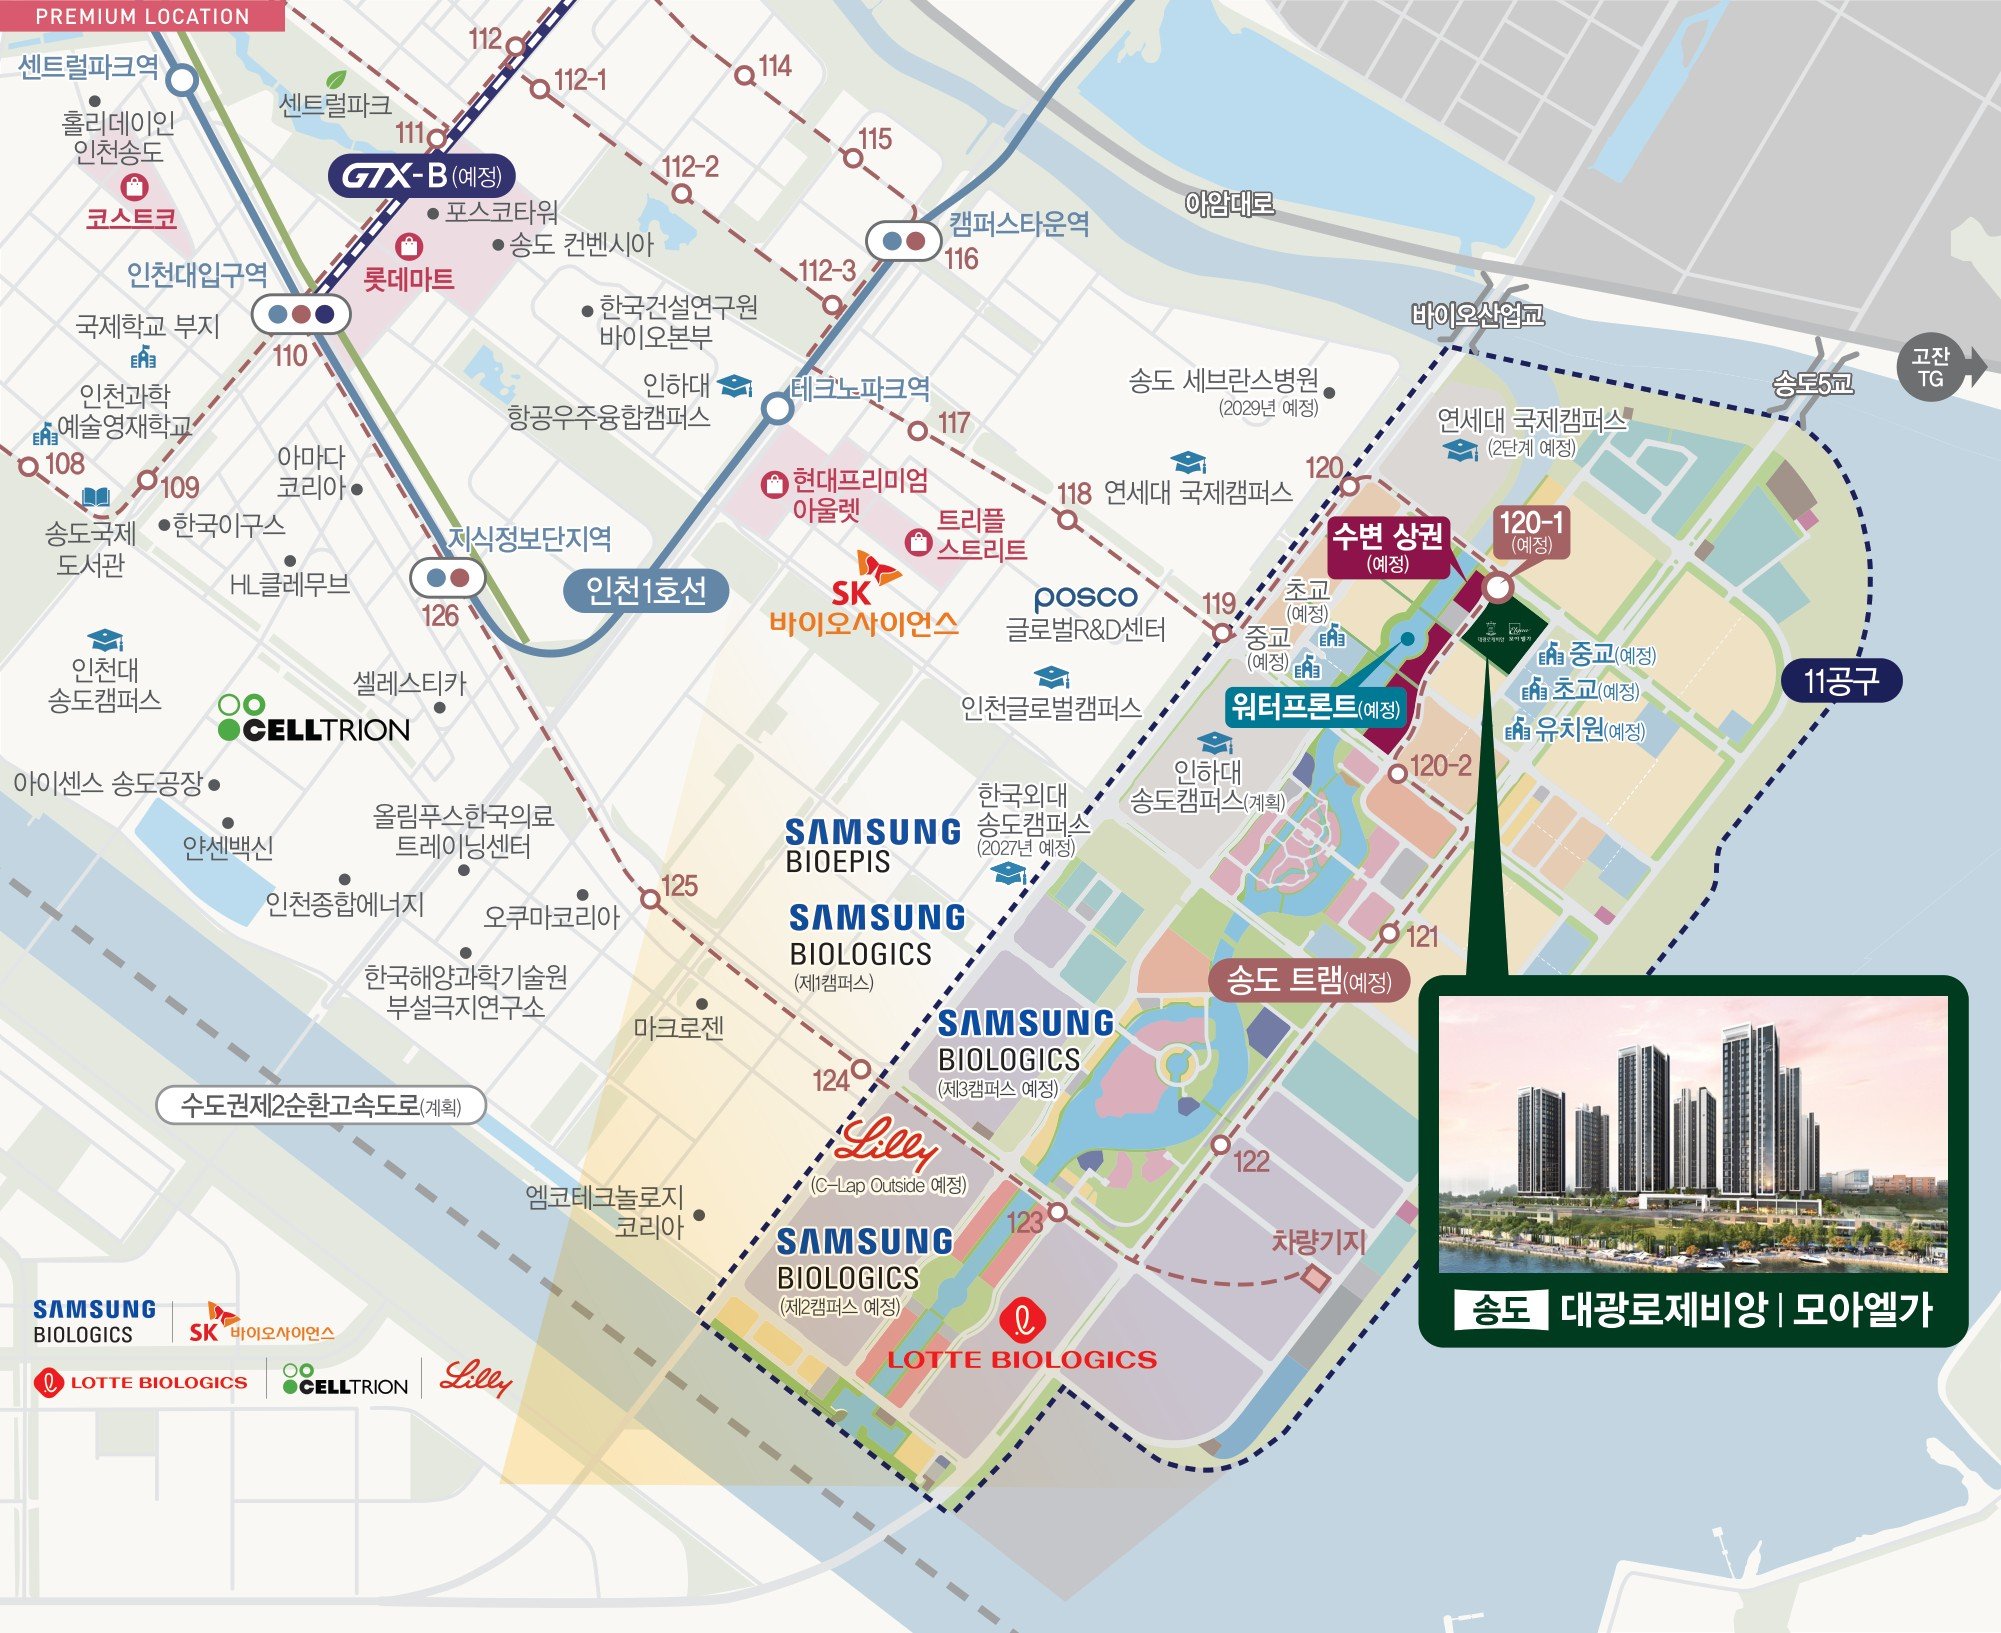 PREMIUM LOCATION
센트럴파크역
홀리데이인
인천송도
코스트코
센트럴파크
112
112-1
114
115
111
112-2
GTX-B (예정)
포스코타워
송도 컨벤시아
롯데마트
캠퍼스타운역
116
아암대로
112-3
인천대입구역
국제학교 부지
110
한국건설연구원
바이오본부
바이오산업교
고잔
TG
송도5교
인천과학
예술영재학교
108
109
송도국제
도서관
아마다
코리아
한국이구스
HL클레무브
인하대
항공우주융합캠퍼스
테크노파크역
117
송도 세브란스병원
(2029년 예정)
연세대 국제캠퍼스
(2단계 예정)
현대프리미엄
아울렛
트리플
스트리트
118
연세대 국제캠퍼스
120
수변 상권
(예정)
120-1
(예정)
지식정보단지역
126
인천1호선
SK
바이오사이언스
posco
글로벌R&D센터
119
초교
(예정)
중교
(예정)
대광로제비앙
모아엘가
중교(예정)
초교(예정)
유치원(예정)
11공구
인천대
송도캠퍼스
셀레스티카
CELLTRION
인천글로벌캠퍼스
워터프론트(예정)
120-2
인하대
송도캠퍼스(계획)
아이센스 송도공장
얀센백신
올림푸스한국의료
트레이닝센터
한국외대
송도캠퍼스
(2027년 예정)
SAMSUNG
BIOEPIS
인천종합에너지
오쿠마코리아
125
SAMSUNG
BIOLOGICS
(제1캠퍼스)
121
송도 트램(예정)
한국해양과학기술원
부설극지연구소
마크로젠
SAMSUNG
BIOLOGICS
(제3캠퍼스 예정)
124
수도권제2순환고속도로(계획)
Lilly
(C-Lap Outside 예정)
122
엠코테크놀로지
코리아
123
차량기지
SAMSUNG
BIOLOGICS
(제2캠퍼스 예정)
LOTTE BIOLOGICS
송도 대광로제비앙 | 모아엘가
SAMSUNG
BIOLOGICS
SK 바이오사이언스
LOTTE BIOLOGICS
CELLTRION
Lilly